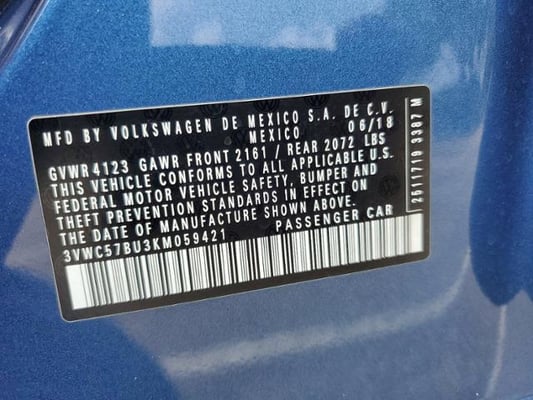 MFD BY VOLKSWAGEN DE MEXICO S.A. DE C.V.
MEXICO 06/18
GVWR 4123 GAWR FRONT 2161 / REAR 2072 LBS
THIS VEHICLE CONFORMS TO ALL APPLICABLE U.S.
FEDERAL MOTOR VEHICLE SAFETY, BUMPER AND
THEFT PREVENTION STANDARDS IN EFFECT ON
THE DATE OF MANUFACTURE SHOWN ABOVE.
3VWC57BU3KM059421 PASSENGER CAR
2511719 3387 M